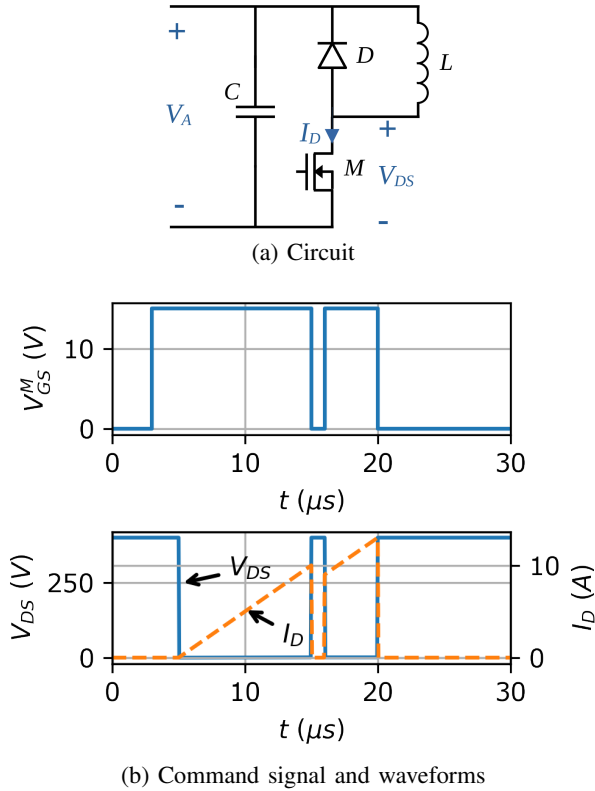 +
D
L
C
V_A
I_D
+
M
V_DS
-
-
(a) Circuit
V^M_GS (V)
10
0
0 10 20 30
t (μs)
V_DS (V)
250
0
V_DS
I_D
10
0
I_D (A)
0 10 20 30
t (μs)
(b) Command signal and waveforms